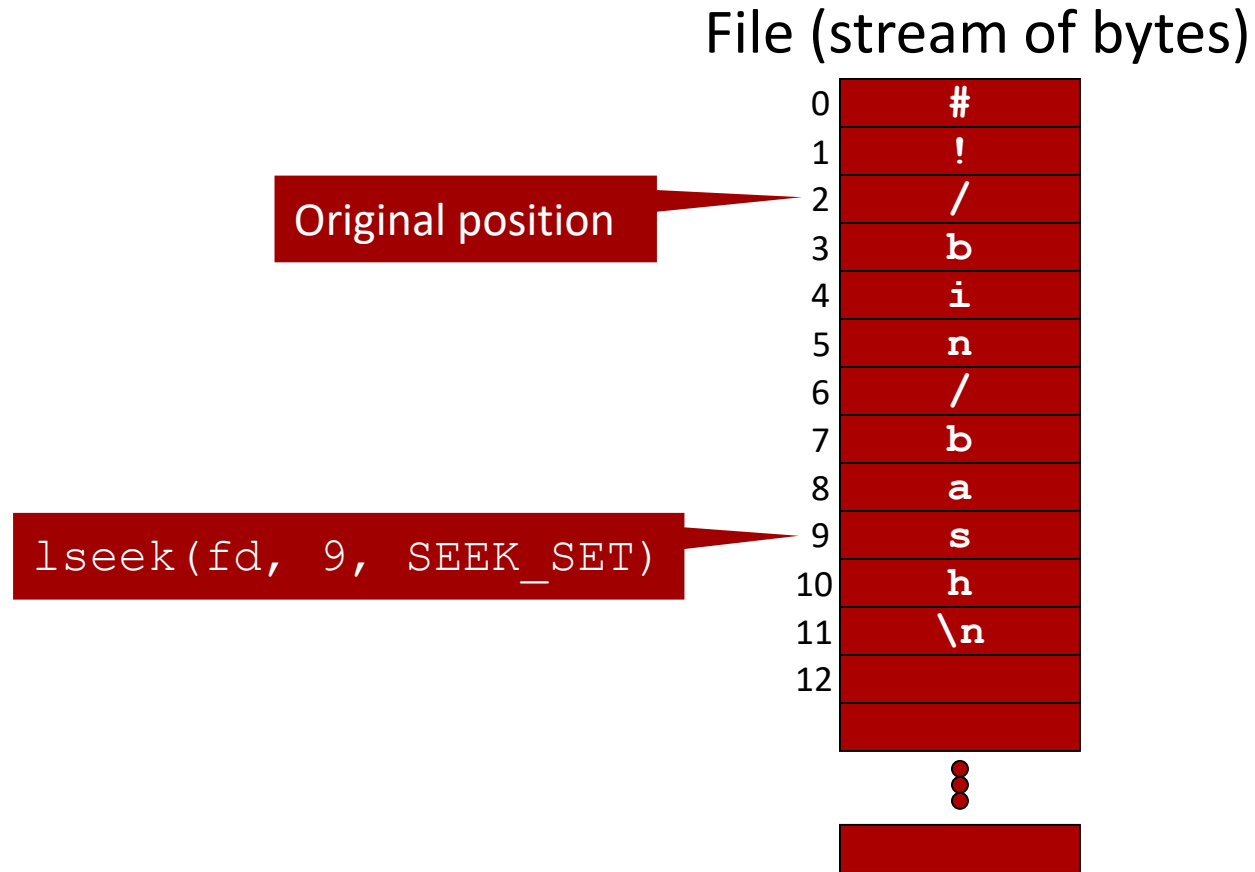 File (stream of bytes)
0 #
1 !
Original position
2 /
3 b
4 i
5 n
6 /
7 b
8 a
lseek(fd, 9, SEEK_SET)
9 s
10 h
11 \n
12